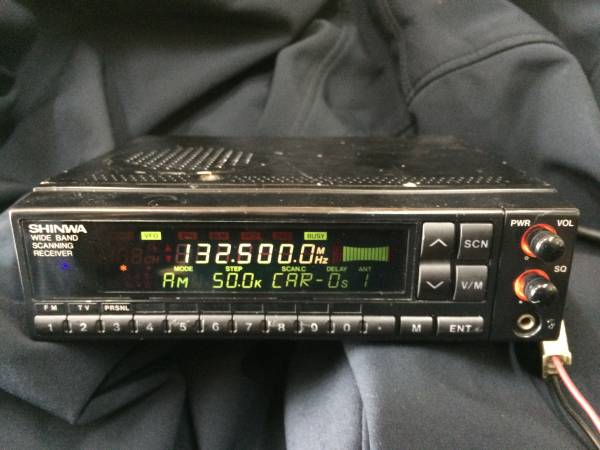 SHINWA
WIDE BAND
SCANNING
RECEIVER
VFO
BUSY
CH
132.500.0 MHz
MODE STEP SCAN.C DELAY ANT
AM 50.0K CAR-0s 1
FM TV PRSNL
1 2 3 4 5 6 7 8 9 0 · M ENT
SCN
V/M
PWR VOL
SQ